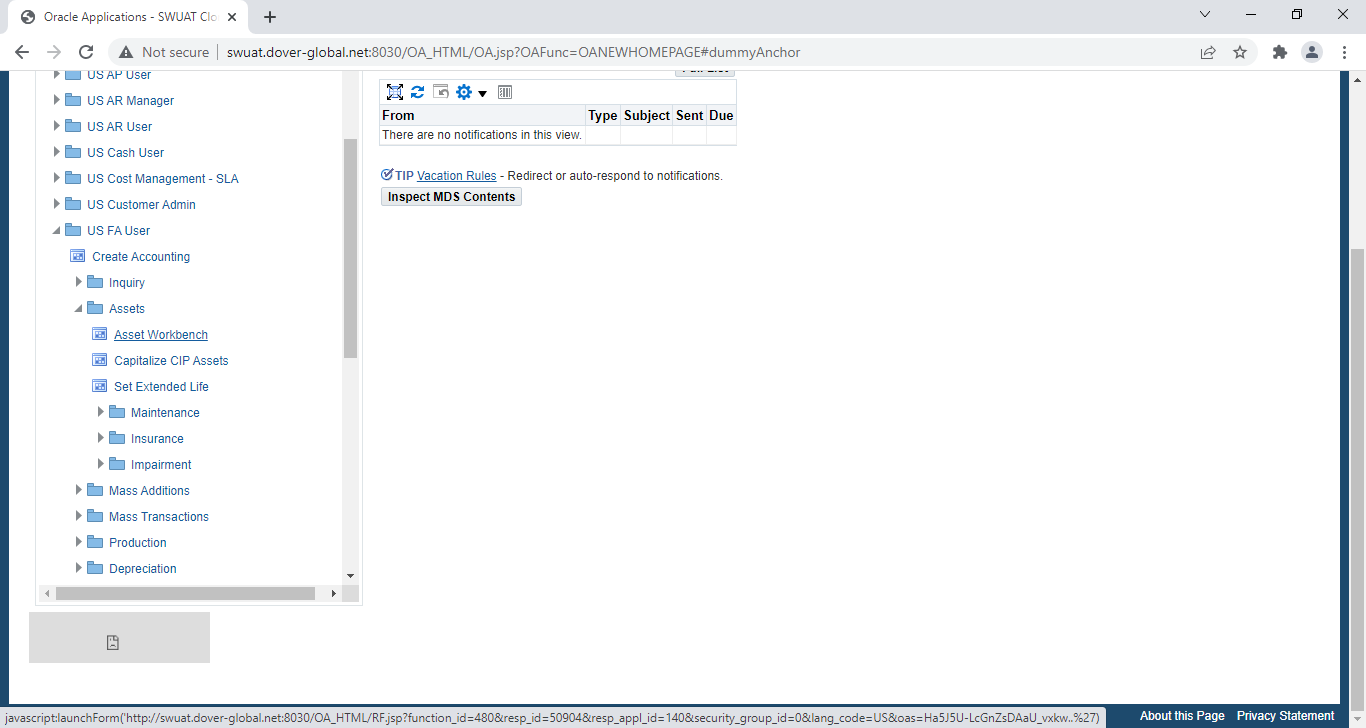 Oracle Applications - SWUAT Clo
Not secure
swuat.dover-global.net:8030/OA_HTML/OA.jsp?OAFunc=OANEWHOMEPAGE#dummyAnchor
US AP User
US AR Manager
US AR User
US Cash User
US Cost Management - SLA
US Customer Admin
US FA User
Create Accounting
Inquiry
Assets
Asset Workbench
Capitalize CIP Assets
Set Extended Life
Maintenance
Insurance
Impairment
Mass Additions
Mass Transactions
Production
Depreciation
From Type Subject Sent Due
There are no notifications in this view.
TIP Vacation Rules - Redirect or auto-respond to notifications.
Inspect MDS Contents
javascript:launchForm('http://swuat.dover-global.net:8030/OA_HTML/RF.jsp?function_id=480&resp_id=50904&resp_appl_id=140&security_group_id=0&lang_code=US&oas=Ha5J5U-LcGnZsDAaU_vxkw..%27)
About this Page Privacy Statement